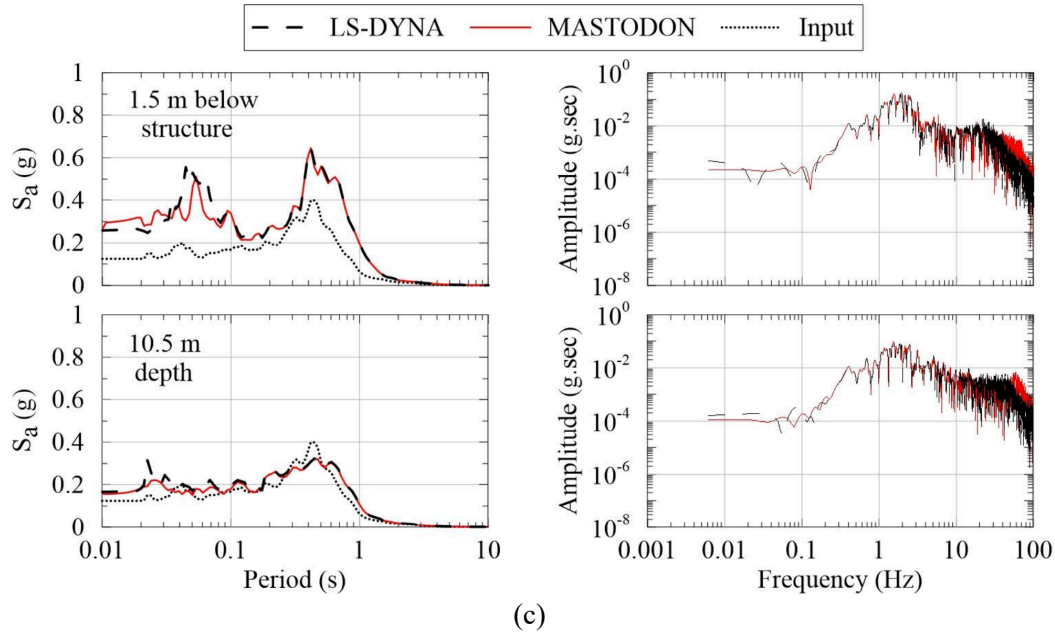 LS-DYNA MASTODON Input
1
0.8
0.6
0.4
0.2
0
S_a (g)
1.5 m below
structure
10^0
10^-2
10^-4
10^-6
10^-8
Amplitude (g.sec)
1
0.8
0.6
0.4
0.2
0
S_a (g)
10.5 m
depth
0.01 0.1 1 10
Period (s)
10^0
10^-2
10^-4
10^-6
10^-8
Amplitude (g.sec)
0.001 0.01 0.1 1 10 100
Frequency (Hz)
(c)